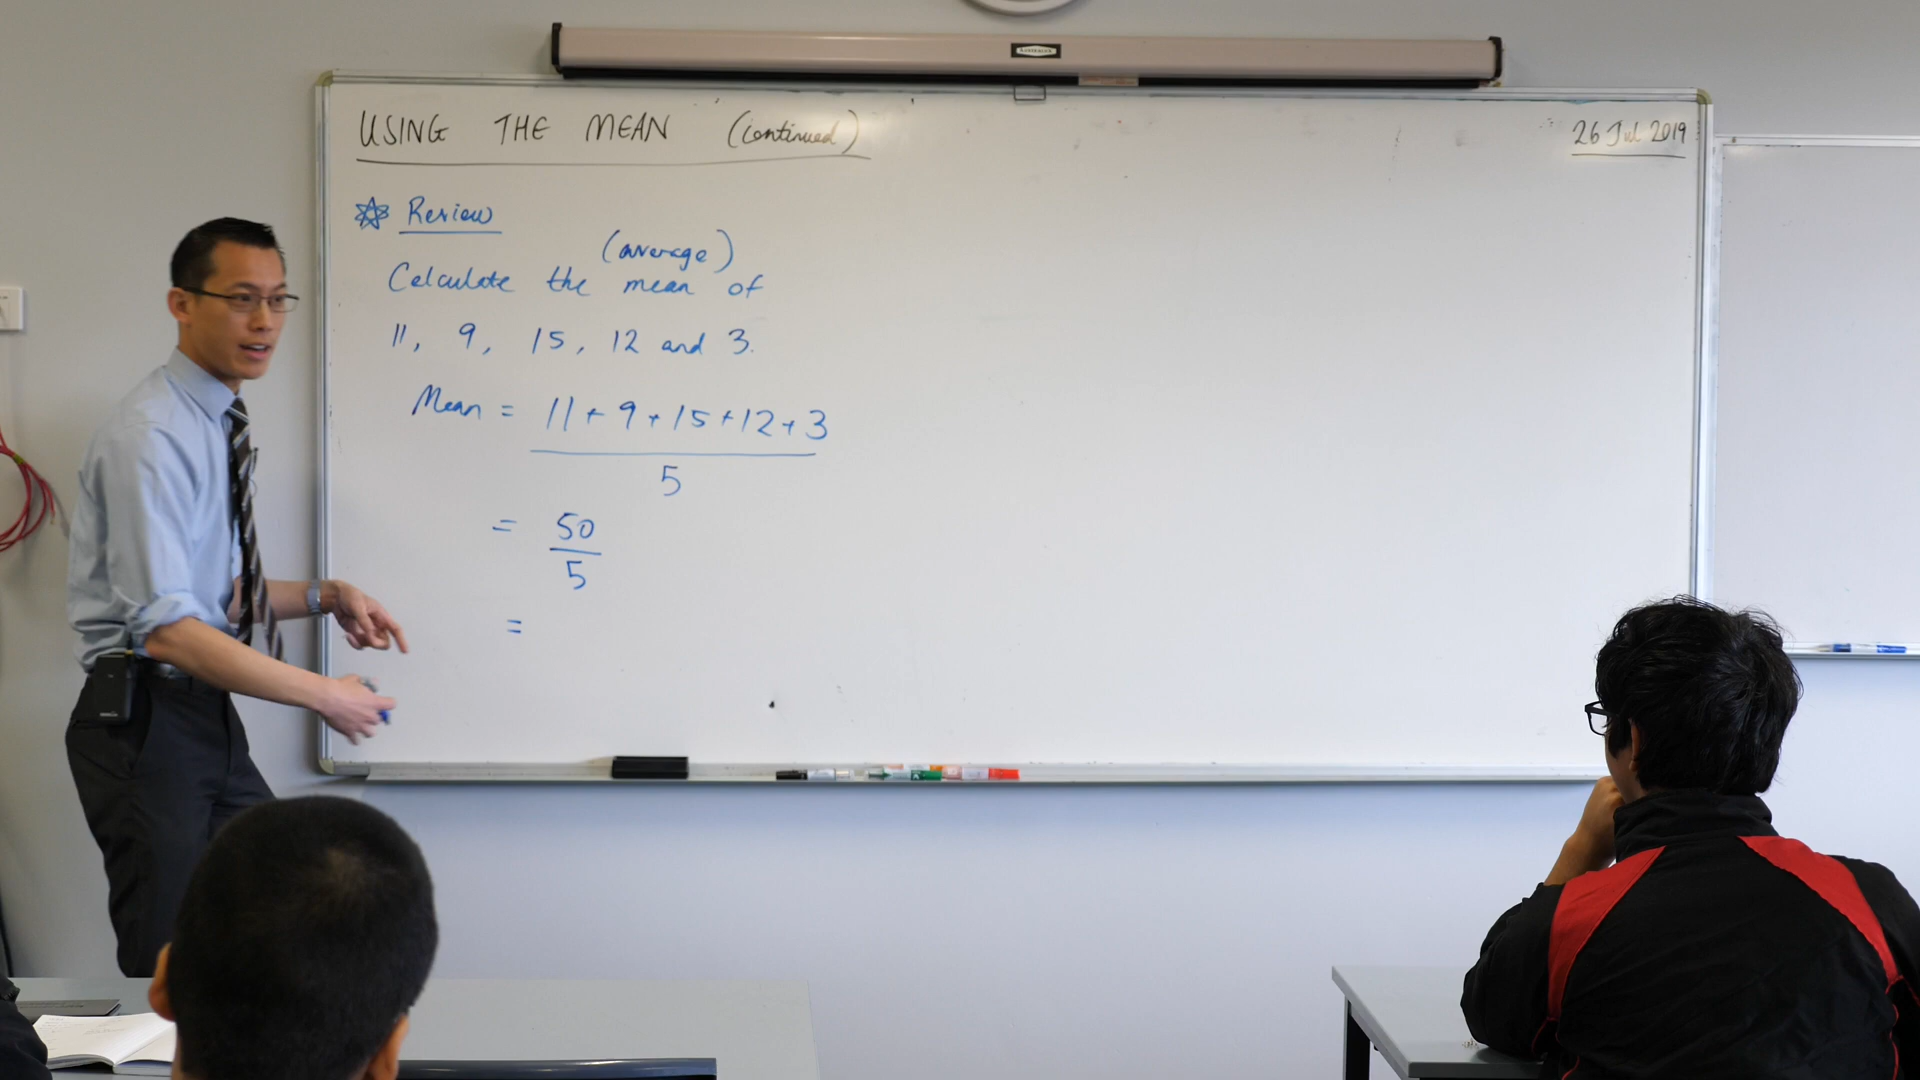 USING THE MEAN (continued)
26 Jul 2019
Review
(average)
Calculate the mean of
11, 9, 15, 12 and 3.
Mean = 11 + 9 + 15 + 12 + 3
5
= 50
5
=